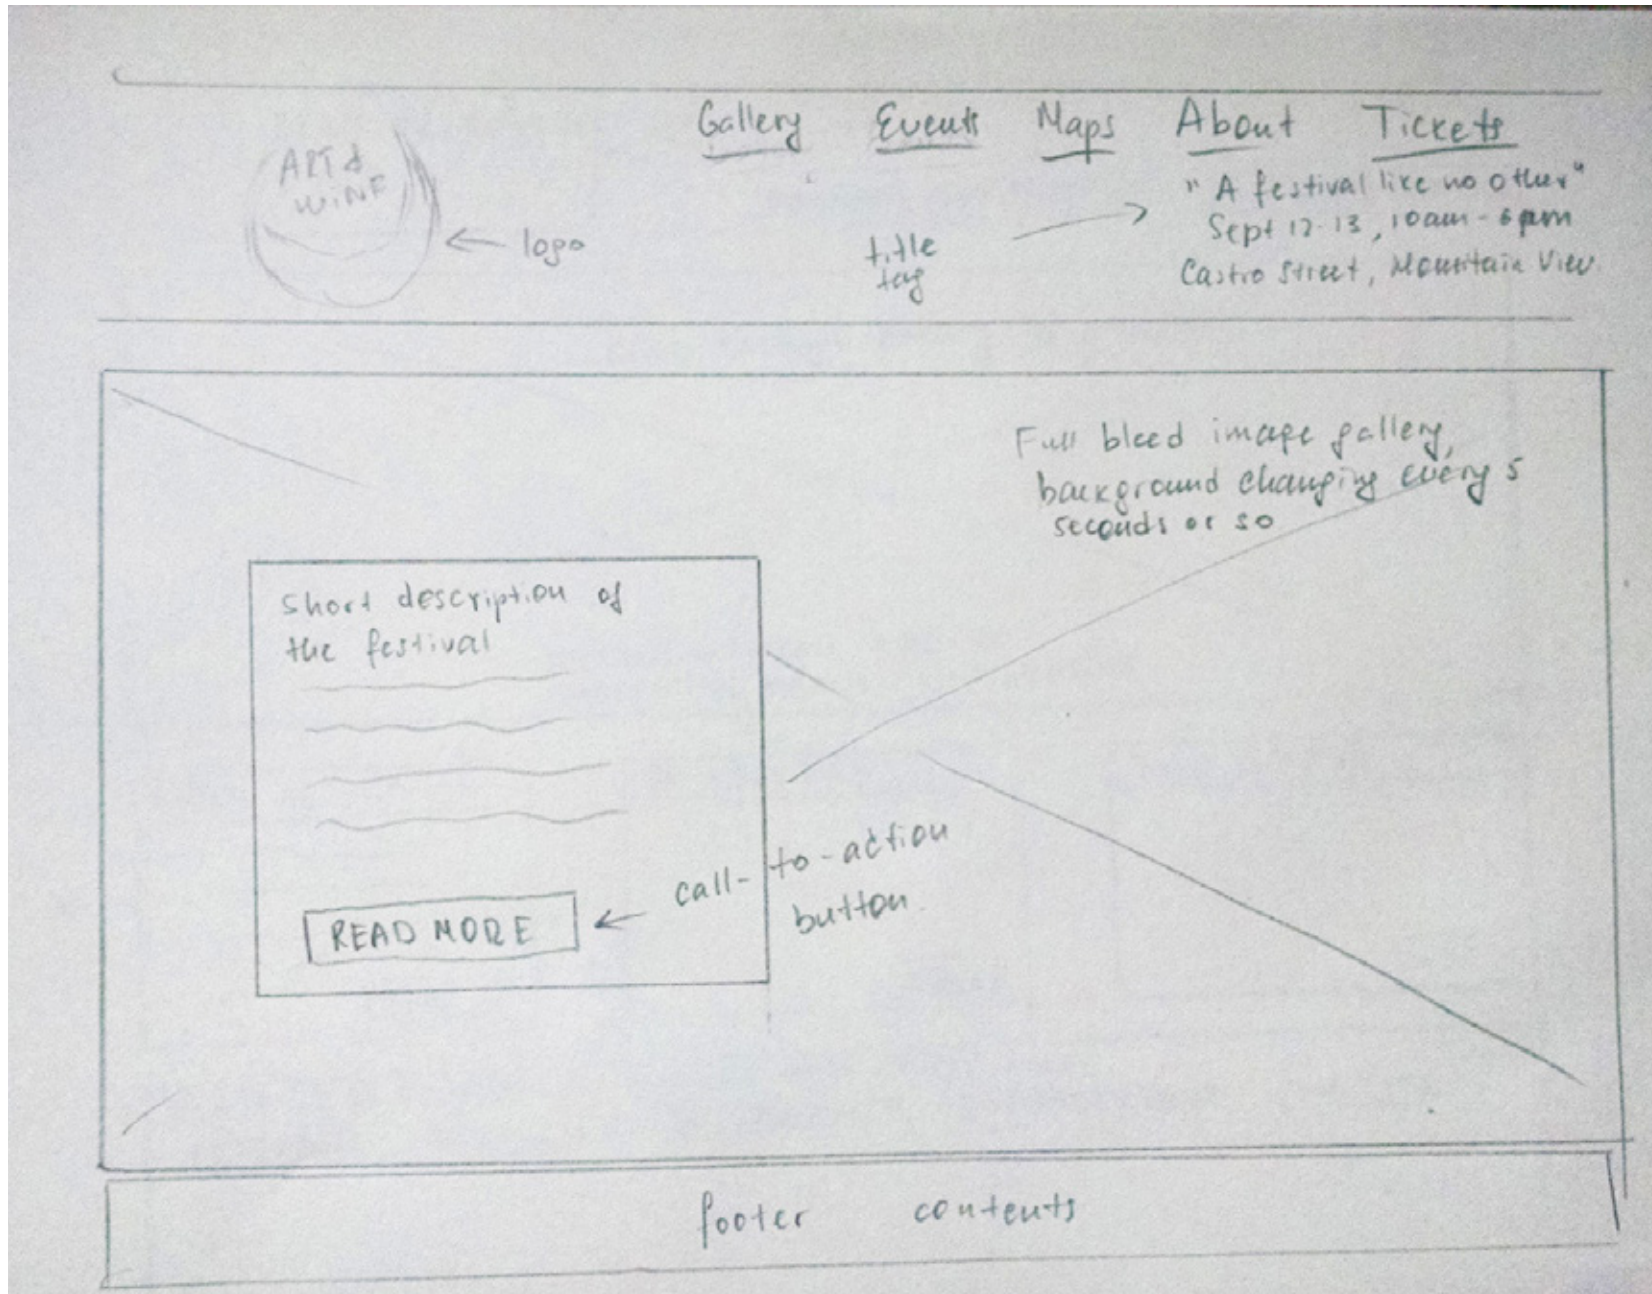 Gallery Events Maps About Tickets
ART &
WINE
← logo
title
tag
"A festival like no other"
Sept 12-13, 10am - 6pm
Castro Street, Mountain View.
Full bleed image gallery,
background changing every 5
seconds or so
Short description of
the festival
READ MORE
call-to-action
button.
footer contents